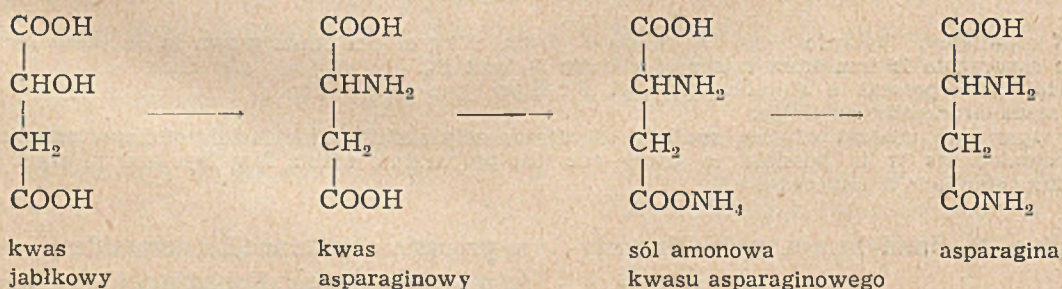 COOH COOH COOH COOH
CHOH CHNH₂ CHNH₂ CHNH₂
CH₂ CH₂ CH₂ CH₂
COOH COOH COONH₄ CONH₂
kwas kwas sól amonowa asparagina
jabłkowy asparaginowy kwasu asparaginowego